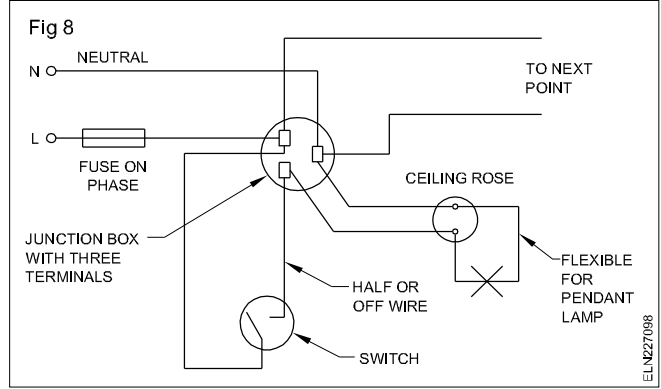 Fig 8
NEUTRAL
N
TO NEXT
POINT
L
FUSE ON
PHASE
CEILING ROSE
JUNCTION BOX
WITH THREE
TERMINALS
FLEXIBLE
FOR
PENDANT
LAMP
HALF OR
OFF WIRE
SWITCH
ELN227098